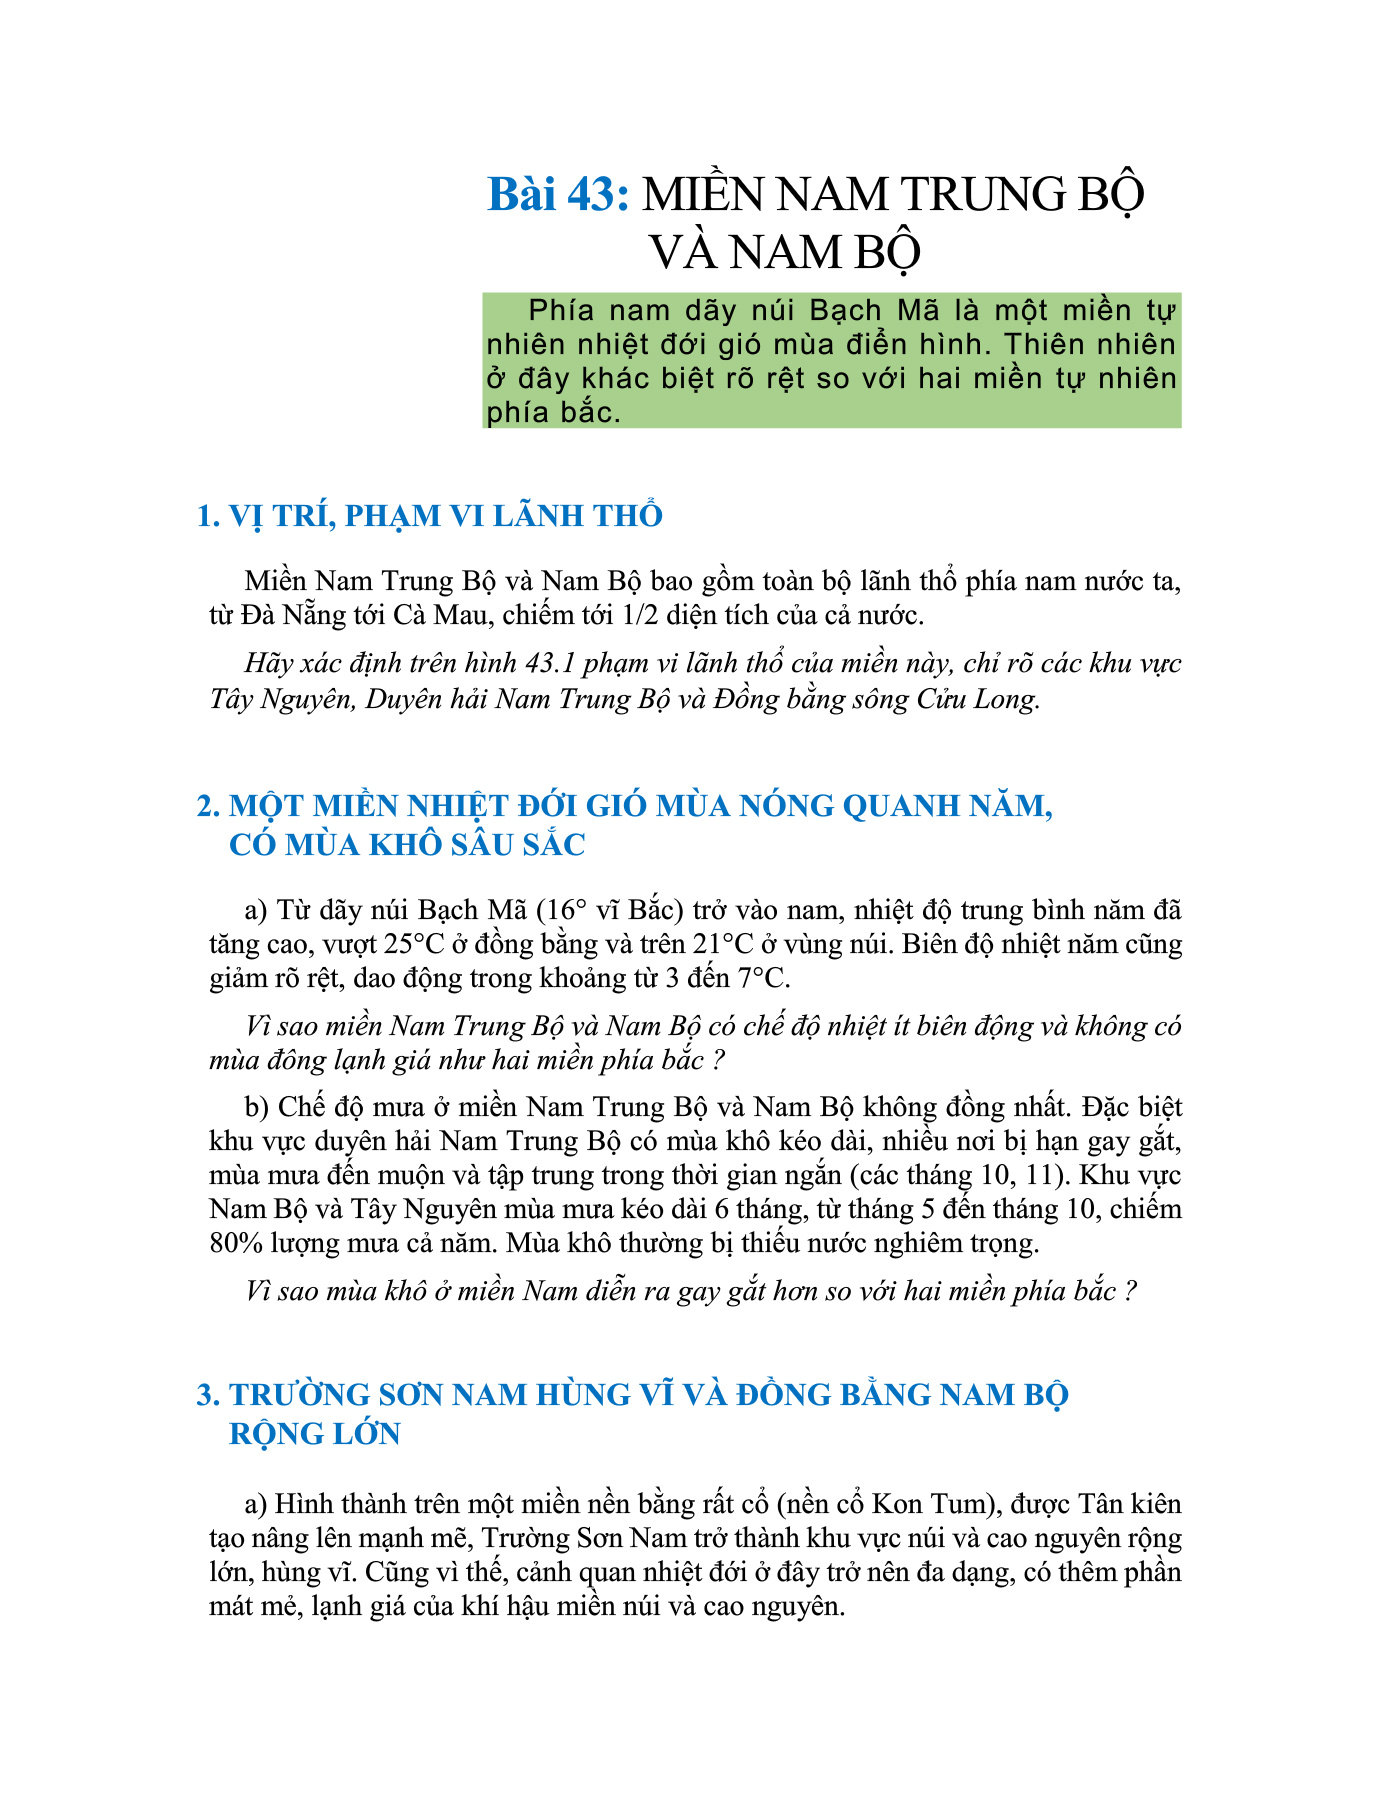 Bài 43: MIỀN NAM TRUNG BỘ
VÀ NAM BỘ
Phía nam dãy núi Bạch Mã là một miền tự
nhiên nhiệt đới gió mùa điển hình. Thiên nhiên
ở đây khác biệt rõ rệt so với hai miền tự nhiên
phía bắc.
1. VỊ TRÍ, PHẠM VI LÃNH THỔ
Miền Nam Trung Bộ và Nam Bộ bao gồm toàn bộ lãnh thổ phía nam nước ta,
từ Đà Nẵng tới Cà Mau, chiếm tới 1/2 diện tích của cả nước.
Hãy xác định trên hình 43.1 phạm vi lãnh thổ của miền này, chỉ rõ các khu vực
Tây Nguyên, Duyên hải Nam Trung Bộ và Đồng bằng sông Cửu Long.
2. MỘT MIỀN NHIỆT ĐỚI GIÓ MÙA NÓNG QUANH NĂM,
CÓ MÙA KHÔ SÂU SẮC
a) Từ dãy núi Bạch Mã (16° vĩ Bắc) trở vào nam, nhiệt độ trung bình năm đã
tăng cao, vượt 25°C ở đồng bằng và trên 21°C ở vùng núi. Biên độ nhiệt năm cũng
giảm rõ rệt, dao động trong khoảng từ 3 đến 7°C.
Vì sao miền Nam Trung Bộ và Nam Bộ có chế độ nhiệt ít biên động và không có
mùa đông lạnh giá như hai miền phía bắc ?
b) Chế độ mưa ở miền Nam Trung Bộ và Nam Bộ không đồng nhất. Đặc biệt
khu vực duyên hải Nam Trung Bộ có mùa khô kéo dài, nhiều nơi bị hạn gay gắt,
mùa mưa đến muộn và tập trung trong thời gian ngắn (các tháng 10, 11). Khu vực
Nam Bộ và Tây Nguyên mùa mưa kéo dài 6 tháng, từ tháng 5 đến tháng 10, chiếm
80% lượng mưa cả năm. Mùa khô thường bị thiếu nước nghiêm trọng.
Vì sao mùa khô ở miền Nam diễn ra gay gắt hơn so với hai miền phía bắc ?
3. TRƯỜNG SƠN NAM HÙNG VĨ VÀ ĐỒNG BẰNG NAM BỘ
RỘNG LỚN
a) Hình thành trên một miền nền bằng rất cổ (nền cổ Kon Tum), được Tân kiên
tạo nâng lên mạnh mẽ, Trường Sơn Nam trở thành khu vực núi và cao nguyên rộng
lớn, hùng vĩ. Cũng vì thế, cảnh quan nhiệt đới ở đây trở nên đa dạng, có thêm phần
mát mẻ, lạnh giá của khí hậu miền núi và cao nguyên.